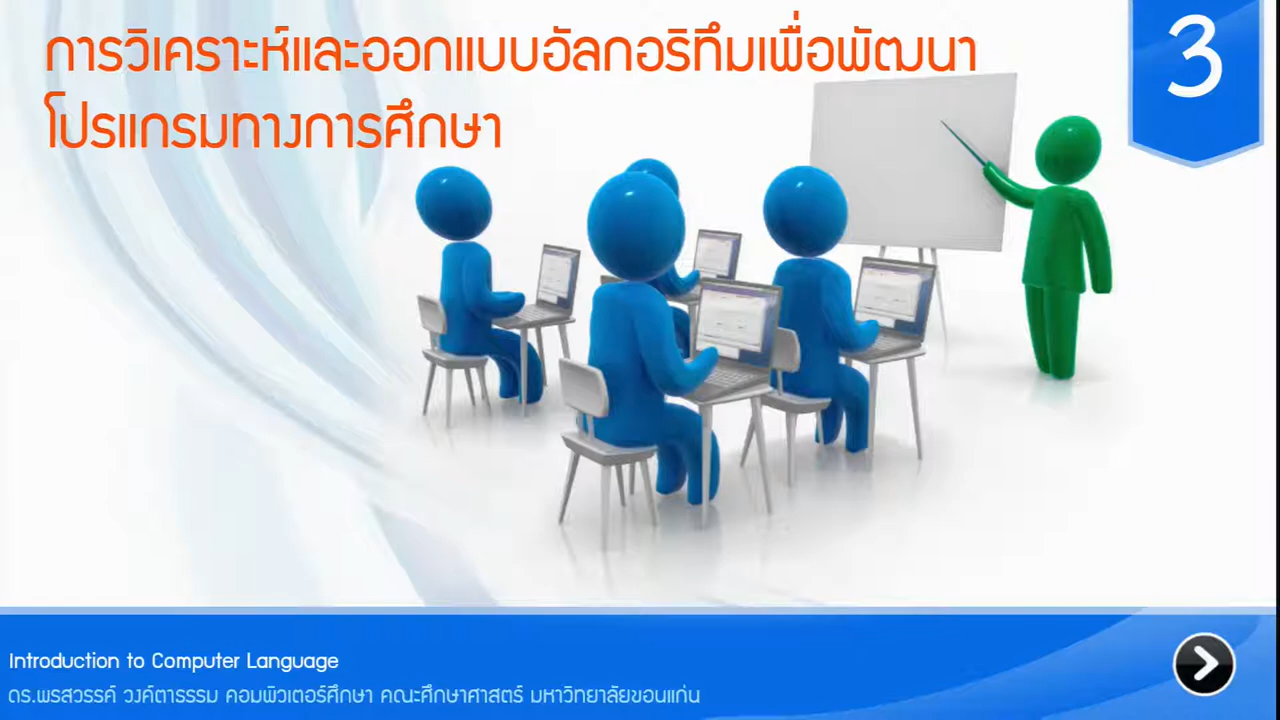 การวิเคราะห์และออกแบบอัลกอริทึมเพื่อพัฒนา
โปรแกรมทางการศึกษา
3
Introduction to Computer Language
ดร.พรสวรรค์ วงค์ตาธรรม คอมพิวเตอร์ศึกษา คณะศึกษาศาสตร์ มหาวิทยาลัยขอนแก่น